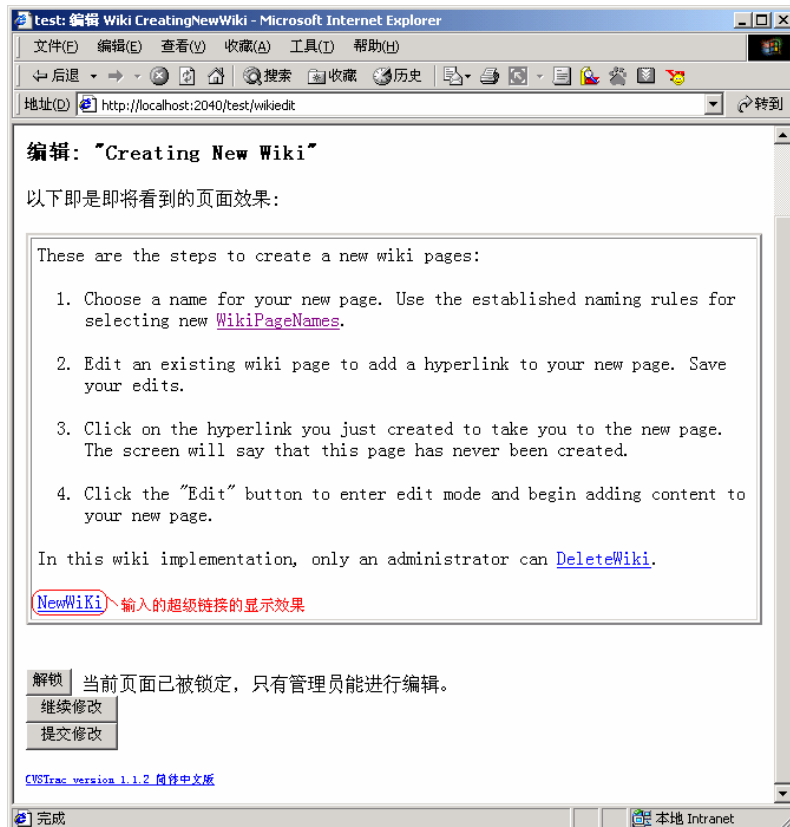 test: 编辑 Wiki CreatingNewWiki - Microsoft Internet Explorer
文件(F) 编辑(E) 查看(V) 收藏(A) 工具(T) 帮助(H)
后退 搜索 收藏 历史
地址(D) http://localhost:2040/test/wikiedit 转到
编辑: "Creating New Wiki"
以下即是即将看到的页面效果:
These are the steps to create a new wiki pages:
1. Choose a name for your new page. Use the established naming rules for
selecting new WikiPageNames.
2. Edit an existing wiki page to add a hyperlink to your new page. Save
your edits.
3. Click on the hyperlink you just created to take you to the new page.
The screen will say that this page has never been created.
4. Click the "Edit" button to enter edit mode and begin adding content to
your new page.
In this wiki implementation, only an administrator can DeleteWiki.
NewWiKi 输入的超级链接的显示效果
解锁 当前页面已被锁定，只有管理员能进行编辑。
继续修改
提交修改
CVSTrac version 1.1.2 简体中文版
完成 本地 Intranet